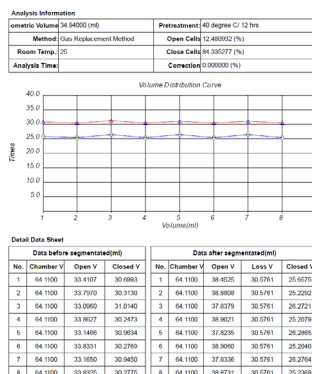 Analysis Information
ometric Volume 34.94000 (ml) Pretreatment: 40 degree C/ 12 hrs
Method: Gas Replacement Method Open Cells 12.480932 (%)
Room Temp.: 25 Close Cells 84.335277 (%)
Analysis Time: Correction 0.000000 (%)
Volume Distribution Curve
40.0
35.0
30.0
25.0
20.0
15.0
10.0
5.0
Times
1 2 3 4 5 6 7 8
Volume(ml)
Detail Data Sheet
Data before segmentated(ml) Data after segmentated(ml)
No. Chamber V Open V Closed V No. Chamber V Open V Loss V Closed V
1 64.1100 33.4107 30.6993 1 64.1100 38.4525 30.5761 25.6575
2 64.1100 33.7970 30.3130 2 64.1100 38.8808 30.5761 25.2292
3 64.1100 33.0960 31.0140 3 64.1100 37.8379 30.5761 26.2721
4 64.1100 33.8627 30.2473 4 64.1100 38.9021 30.5761 25.2079
5 64.1100 33.1466 30.9634 5 64.1100 37.8235 30.5761 26.2865
6 64.1100 33.8331 30.2769 6 64.1100 38.9060 30.5761 25.2040
7 64.1100 33.1650 30.9450 7 64.1100 37.8336 30.5761 26.2764
8 64.1100 33.8325 30.2775 8 64.1100 38.8731 30.5761 25.2369